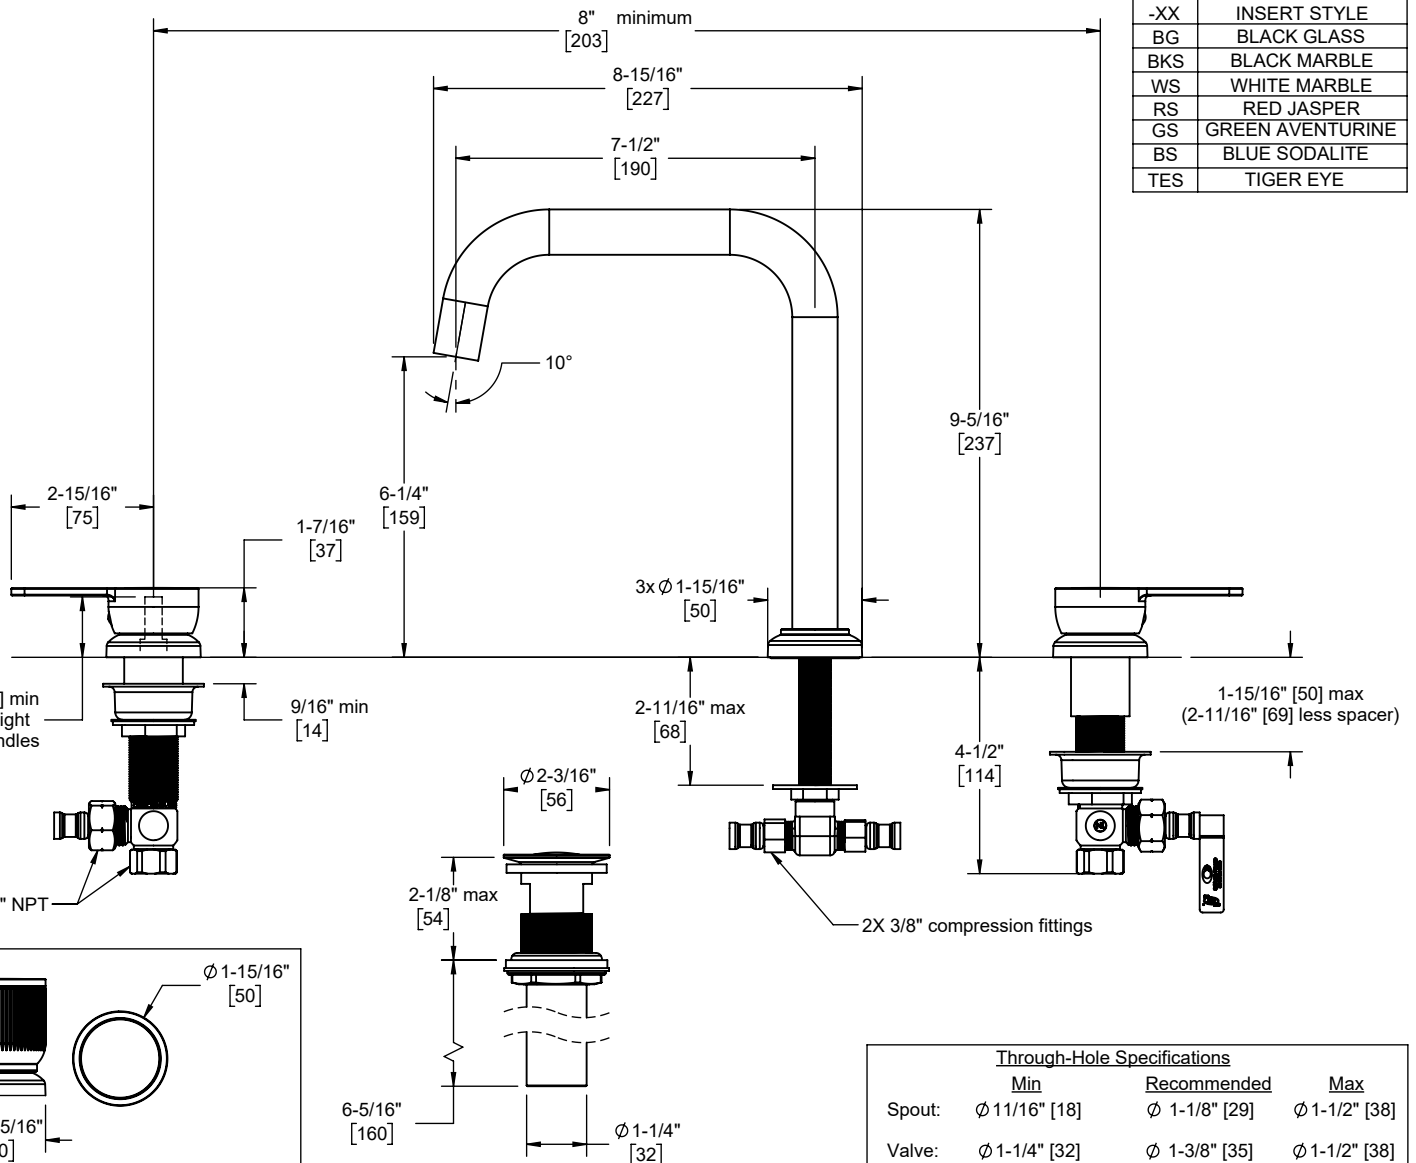 8" minimum
[203]
8-15/16"
[227]
7-1/2"
[190]
-XX INSERT STYLE
BG BLACK GLASS
BKS BLACK MARBLE
WS WHITE MARBLE
RS RED JASPER
GS GREEN AVENTURINE
BS BLUE SODALITE
TES TIGER EYE
10°
9-5/16"
[237]
6-1/4"
[159]
2-15/16"
[75]
1-7/16"
[37]
3x Ø 1-15/16"
[50]
] min
ight
ndles
9/16" min
[14]
2-11/16" max
[68]
4-1/2"
[114]
1-15/16" [50] max
(2-11/16" [69] less spacer)
Ø 2-3/16"
[56]
2-1/8" max
[54]
" NPT
2X 3/8" compression fittings
Ø 1-15/16"
[50]
5/16"
0]
6-5/16"
[160]
Ø 1-1/4"
[32]
Through-Hole Specifications
Min Recommended Max
Spout: Ø 11/16" [18] Ø 1-1/8" [29] Ø 1-1/2" [38]
Valve: Ø 1-1/4" [32] Ø 1-3/8" [35] Ø 1-1/2" [38]